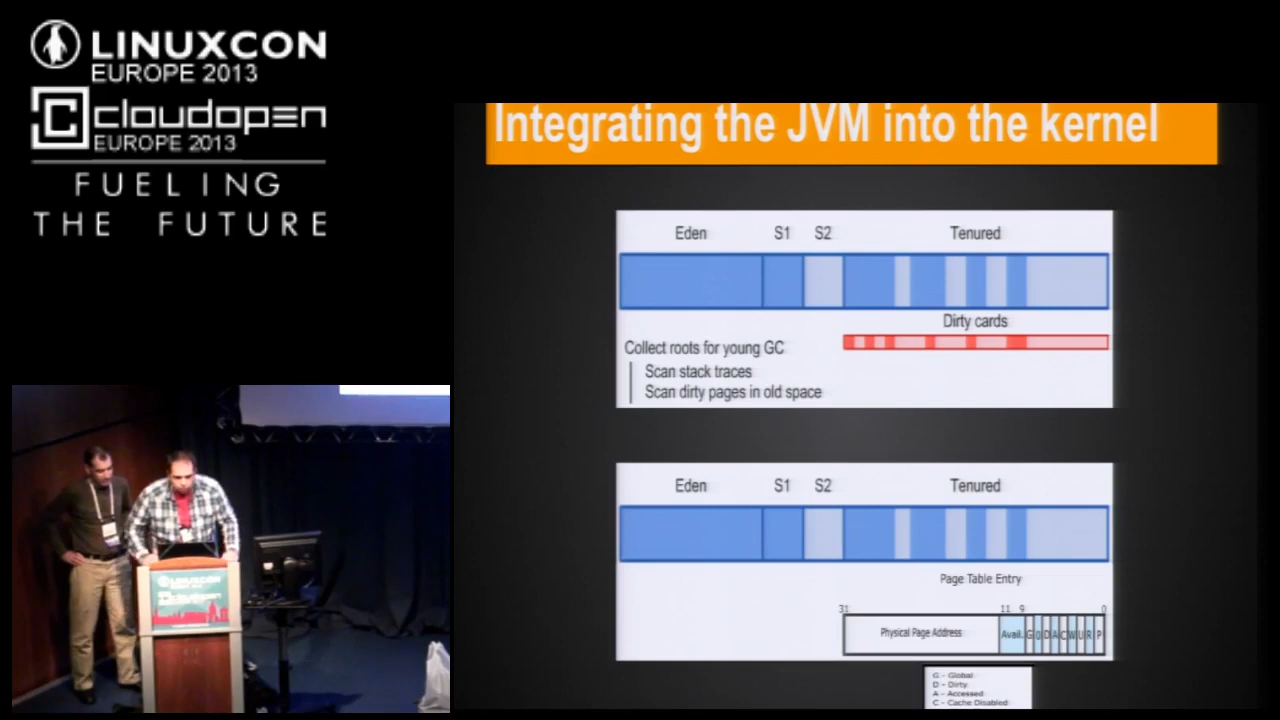 LINUXCON
EUROPE 2013
cloudopen
EUROPE 2013
FUELING
THE FUTURE
Integrating the JVM into the kernel
Eden S1 S2 Tenured
Dirty cards
Collect roots for young GC
Scan stack traces
Scan dirty pages in old space
Eden S1 S2 Tenured
Page Table Entry
31 11 9 0
Physical Page Address Avail. G 0 D A C W U R P
G - Global
D - Dirty
A - Accessed
C - Cache Disabled
LINUXCON
cloudopen